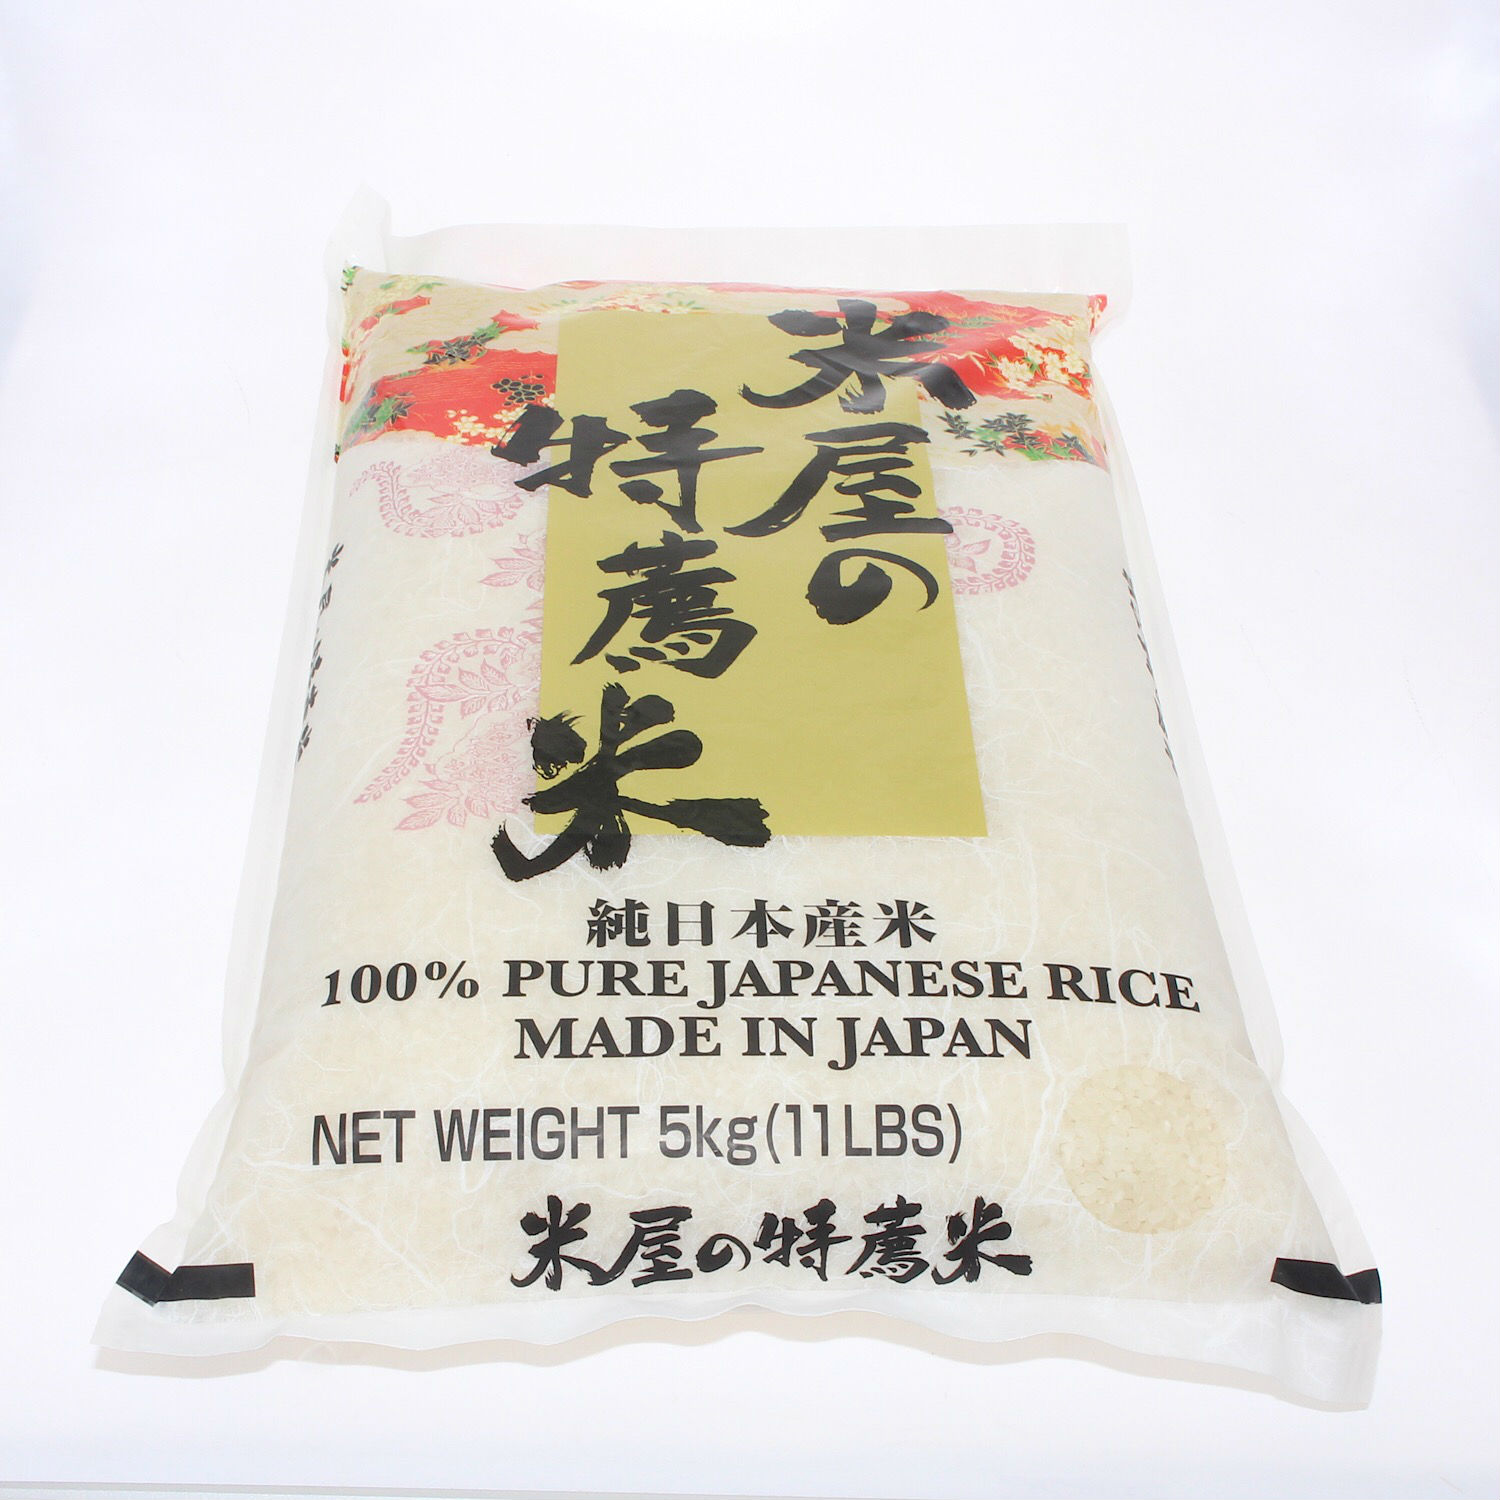 米屋の
特薦米
純日本産米
100% PURE JAPANESE RICE
MADE IN JAPAN
NET WEIGHT 5kg(11LBS)
米屋の特薦米